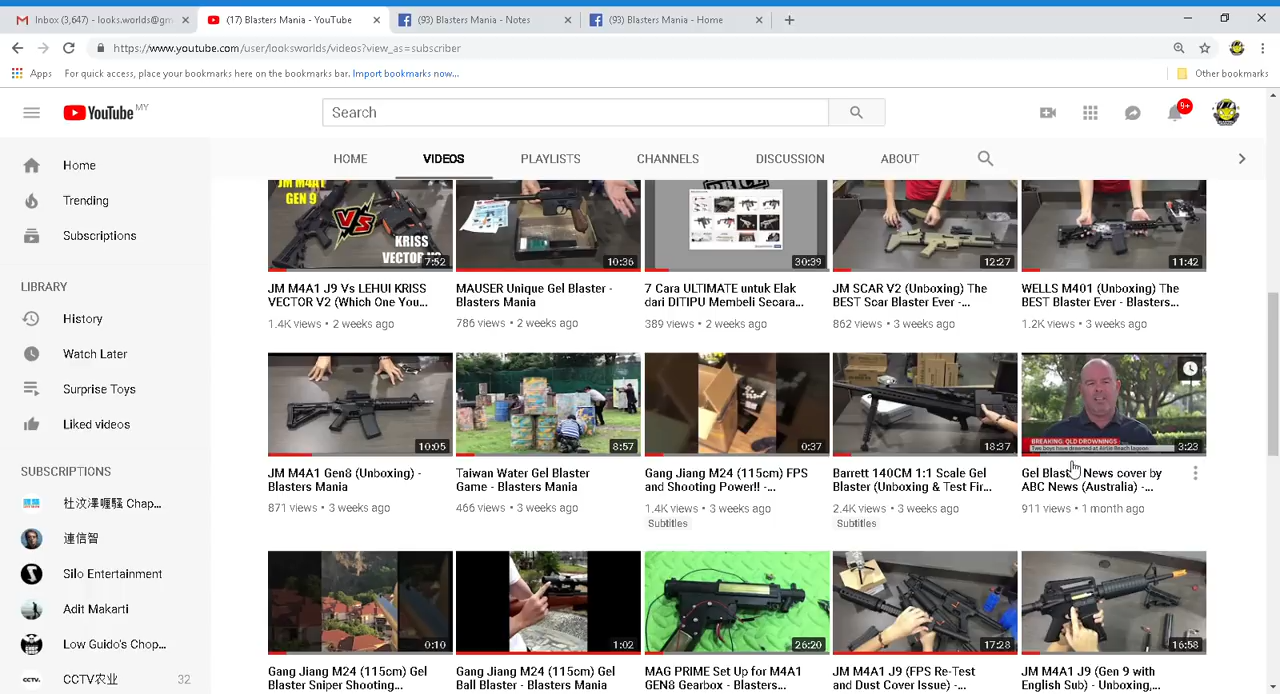 Inbox (3,647) - looks.worlds@gm
(17) Blasters Mania - YouTube
(93) Blasters Mania - Notes
(93) Blasters Mania - Home
https://www.youtube.com/user/looksworlds/videos?view_as=subscriber
Apps
For quick access, place your bookmarks here on the bookmarks bar. Import bookmarks now...
Other bookmarks
YouTube MY
Search
9+
HOME
VIDEOS
PLAYLISTS
CHANNELS
DISCUSSION
ABOUT
Home
Trending
Subscriptions
LIBRARY
History
Watch Later
Surprise Toys
Liked videos
SUBSCRIPTIONS
杜汶澤喱騷 Chap...
連信智
Silo Entertainment
Adit Makarti
Low Guido's Chop...
CCTV农业
32
JM M4A1
GEN 9
VS
KRISS
VECTOR V2
7:52
JM M4A1 J9 Vs LEHUI KRISS
VECTOR V2 (Which One You...
1.4K views • 2 weeks ago
10:36
MAUSER Unique Gel Blaster -
Blasters Mania
786 views • 2 weeks ago
PRICE
30:39
7 Cara ULTIMATE untuk Elak
dari DITIPU Membeli Secara...
389 views • 2 weeks ago
12:27
JM SCAR V2 (Unboxing) The
BEST Scar Blaster Ever -...
862 views • 3 weeks ago
11:42
WELLS M401 (Unboxing) The
BEST Blaster Ever - Blasters...
1.2K views • 3 weeks ago
10:05
JM M4A1 Gen8 (Unboxing) -
Blasters Mania
871 views • 3 weeks ago
8:57
Taiwan Water Gel Blaster
Game - Blasters Mania
466 views • 3 weeks ago
0:37
Gang Jiang M24 (115cm) FPS
and Shooting Power!! -...
1.4K views • 3 weeks ago
Subtitles
18:37
Barrett 140CM 1:1 Scale Gel
Blaster (Unboxing & Test Fir...
2.4K views • 3 weeks ago
Subtitles
BREAKING: QLD DROWNINGS
Two boys have drowned at Airlie Beach lagoon
3:23
Gel Blast News cover by
ABC News (Australia) -...
911 views • 1 month ago
0:10
Gang Jiang M24 (115cm) Gel
Blaster Sniper Shooting...
1:02
Gang Jiang M24 (115cm) Gel
Ball Blaster - Blasters Mania
26:20
MAG PRIME Set Up for M4A1
GEN8 Gearbox - Blasters...
17:28
JM M4A1 J9 (FPS Re-Test
and Dust Cover Issue) -...
16:58
JM M4A1 J9 (Gen 9 with
English Sub) - Unboxing,...